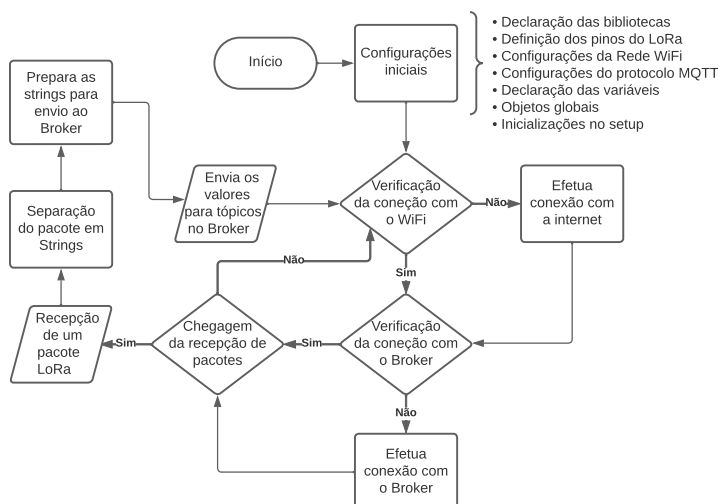 Início
Configurações
iniciais
• Declaração das bibliotecas
• Definição dos pinos do LoRa
• Configurações da Rede WiFi
• Configurações do protocolo MQTT
• Declaração das variáveis
• Objetos globais
• Inicializações no setup
Prepara as
strings para
envio ao
Broker
Envia os
valores
para tópicos
no Broker
Verificação
da coneção com
o WiFi
Não
Efetua
conexão com
a internet
Separação
do pacote em
Strings
Não
Sim
Recepção
de um
pacote
LoRa
Sim
Chegagem
da recepção de
pacotes
Sim
Verificação
da coneção com
o Broker
Não
Efetua
conexão com
o Broker